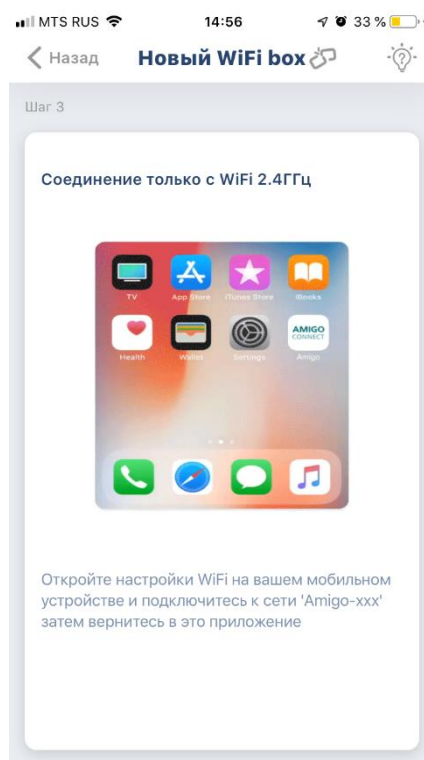 MTS RUS 14:56 33 %
Назад Новый WiFi box
Шаг 3
Соединение только с WiFi 2.4ГГц
TV App Store iTunes Store iBooks
AMIGO
CONNECT
Health Wallet Settings Amigo
Откройте настройки WiFi на вашем мобильном
устройстве и подключитесь к сети 'Amigo-xxx'
затем вернитесь в это приложение